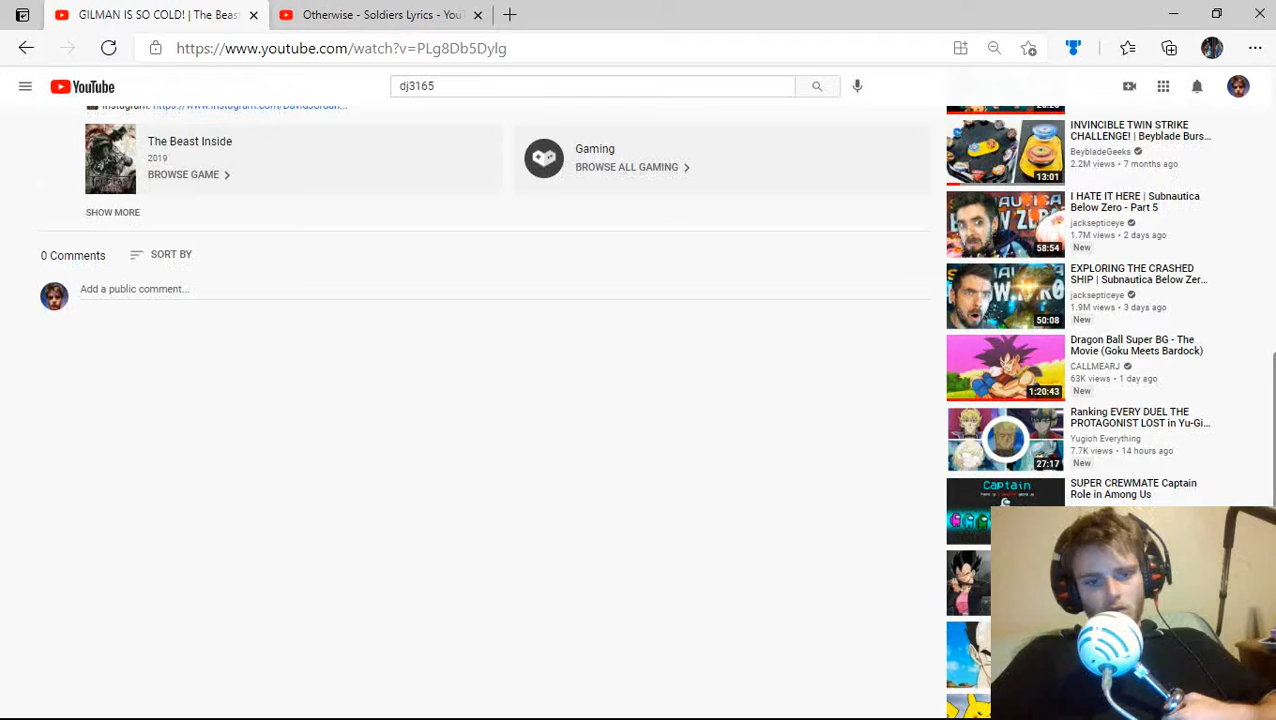 GILMAN IS SO COLD! | The Beas
Otherwise - Soldiers Lyrics - You
https://www.youtube.com/watch?v=PLg8Db5Dylg
YouTube
dj3165
Instagram: https://www.instagram.com/DavidJordan...
The Beast Inside
2019
BROWSE GAME
Gaming
BROWSE ALL GAMING
SHOW MORE
0 Comments
SORT BY
Add a public comment...
INVINCIBLE TWIN STRIKE
CHALLENGE! | Beyblade Burs...
BeybladeGeeks
2.2M views • 7 months ago
13:01
I HATE IT HERE | Subnautica
Below Zero - Part 5
jacksepticeye
1.7M views • 2 days ago
New
58:54
EXPLORING THE CRASHED
SHIP | Subnautica Below Zer...
jacksepticeye
1.9M views • 3 days ago
New
50:08
Dragon Ball Super BG - The
Movie (Goku Meets Bardock)
CALLMEARJ
63K views • 1 day ago
New
1:20:43
Ranking EVERY DUEL THE
PROTAGONIST LOST in Yu-Gi...
Yugioh Everything
7.7K views • 14 hours ago
New
27:17
SUPER CREWMATE Captain
Role in Among Us
Captain